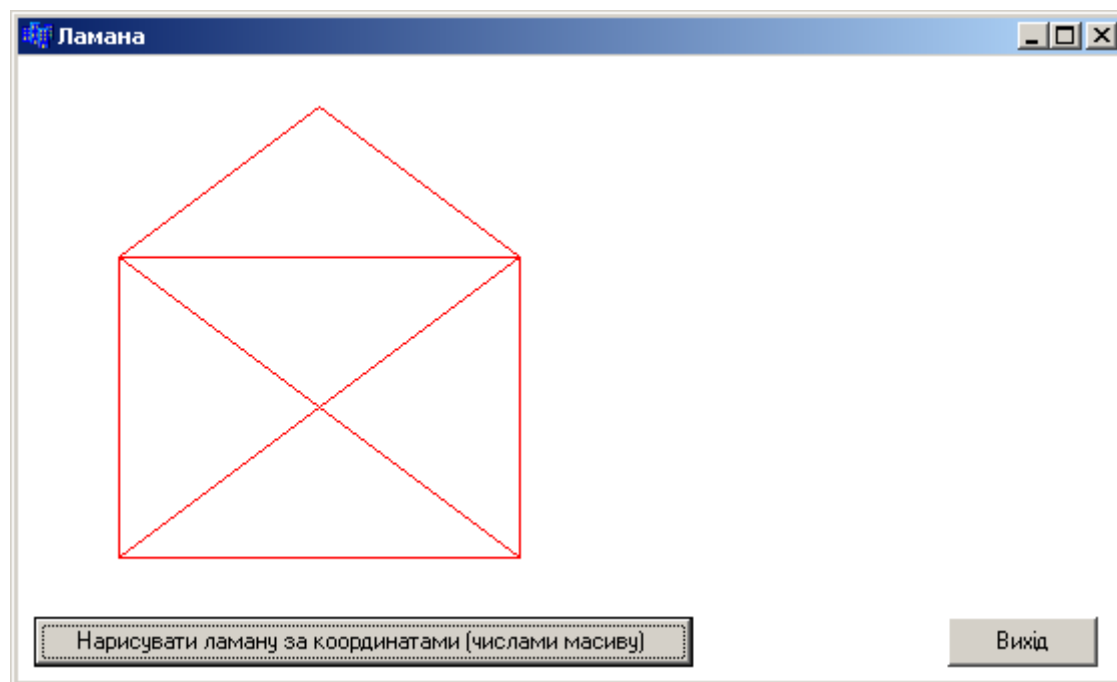 Ламана
Нарисувати ламану за координатами (числами масиву)
Вихід